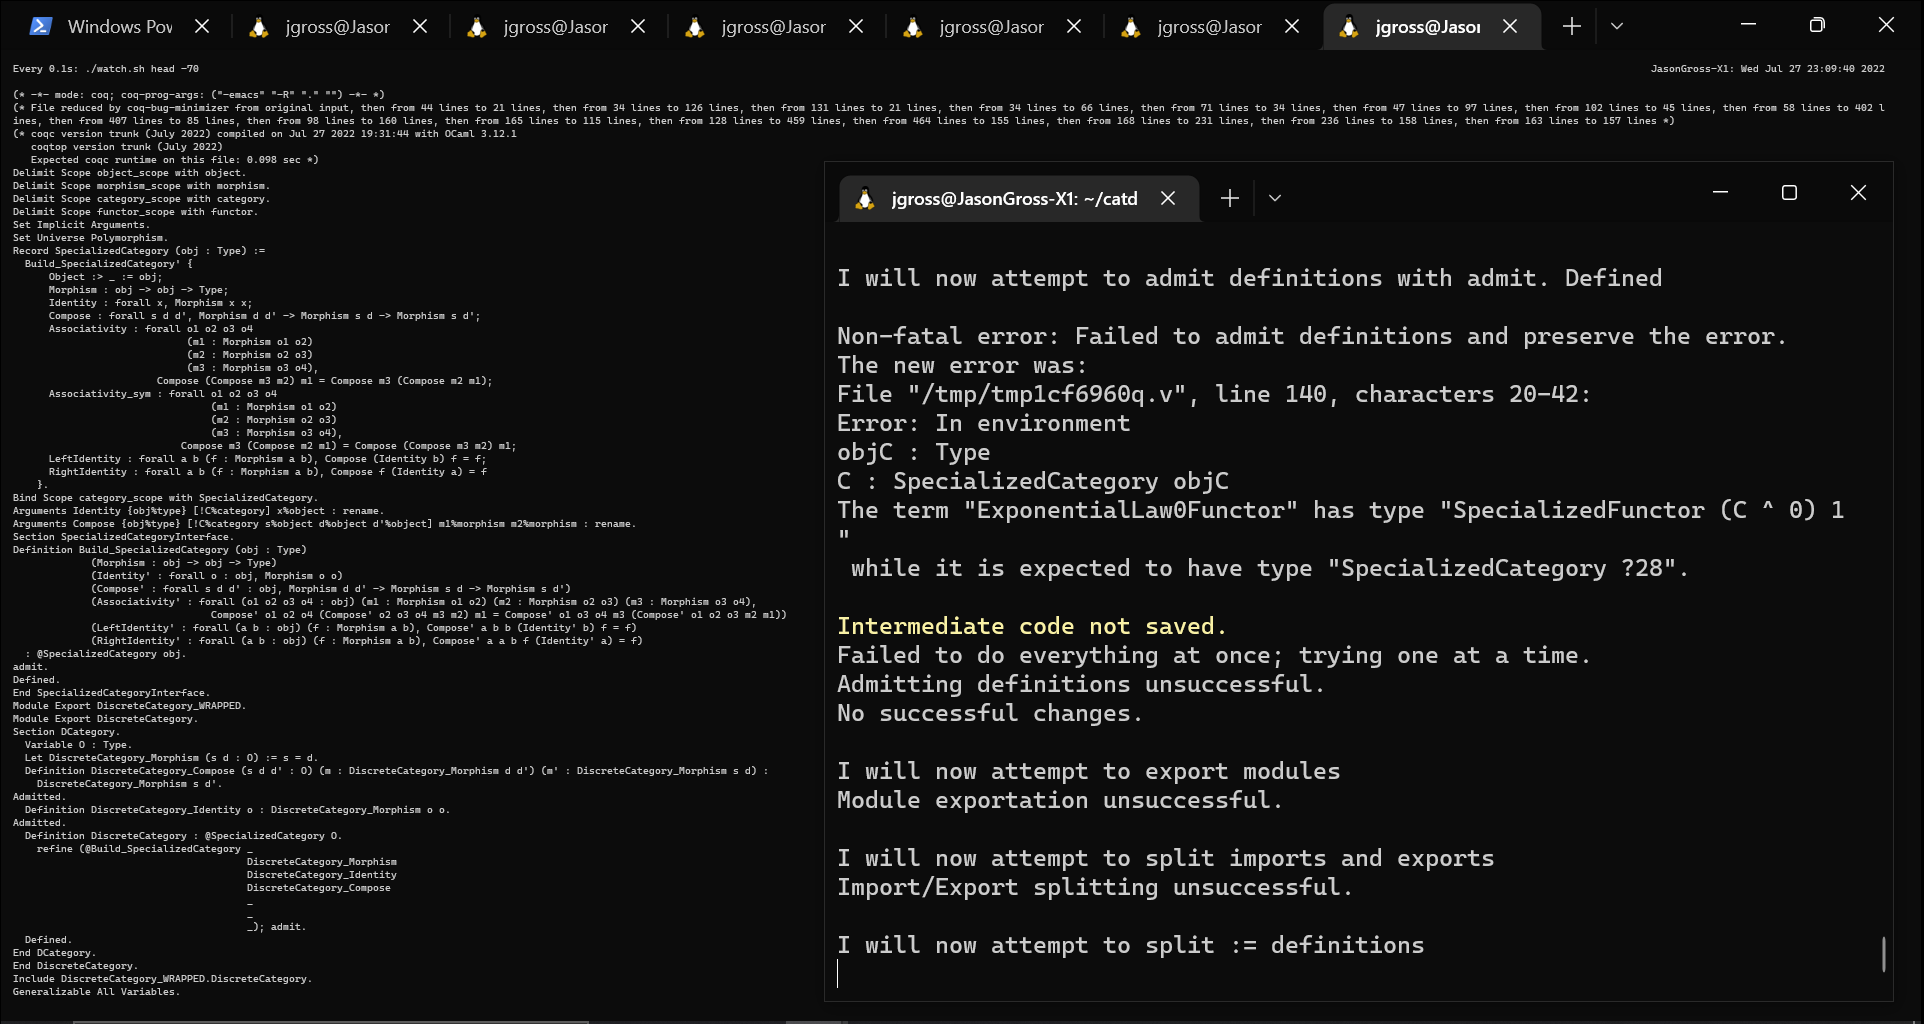 Windows Pov
jgross@Jasor
jgross@Jasor
jgross@Jasor
jgross@Jasor
jgross@Jasor
jgross@Jasor
Every 0.1s: ./watch.sh head -70
JasonGross-X1: Wed Jul 27 23:09:40 2022
(* -*- mode: coq; coq-prog-args: ("-emacs" "-R" "." "") -*- *)
(* File reduced by coq-bug-minimizer from original input, then from 44 lines to 21 lines, then from 34 lines to 126 lines, then from 131 lines to 21 lines, then from 34 lines to 66 lines, then from 71 lines to 34 lines, then from 47 lines to 97 lines, then from 102 lines to 45 lines, then from 58 lines to 402 l
ines, then from 407 lines to 85 lines, then from 98 lines to 160 lines, then from 165 lines to 115 lines, then from 128 lines to 459 lines, then from 464 lines to 155 lines, then from 168 lines to 231 lines, then from 236 lines to 158 lines, then from 163 lines to 157 lines *)
(* coqc version trunk (July 2022) compiled on Jul 27 2022 19:31:44 with OCaml 3.12.1
   coqtop version trunk (July 2022)
   Expected coqc runtime on this file: 0.098 sec *)
Delimit Scope object_scope with object.
Delimit Scope morphism_scope with morphism.
Delimit Scope category_scope with category.
Delimit Scope functor_scope with functor.
Set Implicit Arguments.
Set Universe Polymorphism.
Record SpecializedCategory (obj : Type) :=
  Build_SpecializedCategory' {
      Object :> _ := obj;
      Morphism : obj -> obj -> Type;
      Identity : forall x, Morphism x x;
      Compose : forall s d d', Morphism d d' -> Morphism s d -> Morphism s d';
      Associativity : forall o1 o2 o3 o4
                             (m1 : Morphism o1 o2)
                             (m2 : Morphism o2 o3)
                             (m3 : Morphism o3 o4),
                        Compose (Compose m3 m2) m1 = Compose m3 (Compose m2 m1);
      Associativity_sym : forall o1 o2 o3 o4
                                 (m1 : Morphism o1 o2)
                                 (m2 : Morphism o2 o3)
                                 (m3 : Morphism o3 o4),
                            Compose m3 (Compose m2 m1) = Compose (Compose m3 m2) m1;
      LeftIdentity : forall a b (f : Morphism a b), Compose (Identity b) f = f;
      RightIdentity : forall a b (f : Morphism a b), Compose f (Identity a) = f
    }.
Bind Scope category_scope with SpecializedCategory.
Arguments Identity {obj%type} [!C%category] x%object : rename.
Arguments Compose {obj%type} [!C%category s%object d%object d'%object] m1%morphism m2%morphism : rename.
Section SpecializedCategoryInterface.
Definition Build_SpecializedCategory (obj : Type)
             (Morphism : obj -> obj -> Type)
             (Identity' : forall o : obj, Morphism o o)
             (Compose' : forall s d d' : obj, Morphism d d' -> Morphism s d -> Morphism s d')
             (Associativity' : forall (o1 o2 o3 o4 : obj) (m1 : Morphism o1 o2) (m2 : Morphism o2 o3) (m3 : Morphism o3 o4),
                                 Compose' o1 o2 o4 (Compose' o2 o3 o4 m3 m2) m1 = Compose' o1 o3 o4 m3 (Compose' o1 o2 o3 m2 m1))
             (LeftIdentity' : forall (a b : obj) (f : Morphism a b), Compose' a b b (Identity' b) f = f)
             (RightIdentity' : forall (a b : obj) (f : Morphism a b), Compose' a a b f (Identity' a) = f)
  : @SpecializedCategory obj.
admit.
Defined.
End SpecializedCategoryInterface.
Module Export DiscreteCategory_WRAPPED.
Module Export DiscreteCategory.
Section DCategory.
  Variable O : Type.
  Let DiscreteCategory_Morphism (s d : O) := s = d.
  Definition DiscreteCategory_Compose (s d d' : O) (m : DiscreteCategory_Morphism d d') (m' : DiscreteCategory_Morphism s d) :
    DiscreteCategory_Morphism s d'.
Admitted.
  Definition DiscreteCategory_Identity o : DiscreteCategory_Morphism o o.
Admitted.
  Definition DiscreteCategory : @SpecializedCategory O.
    refine (@Build_SpecializedCategory _
                                       DiscreteCategory_Morphism
                                       DiscreteCategory_Identity
                                       DiscreteCategory_Compose
                                       _
                                       _
                                       _); admit.
  Defined.
End DCategory.
End DiscreteCategory.
Include DiscreteCategory_WRAPPED.DiscreteCategory.
Generalizable All Variables.
jgross@JasonGross-X1: ~/catd
I will now attempt to admit definitions with admit. Defined
Non-fatal error: Failed to admit definitions and preserve the error.
The new error was:
File "/tmp/tmp1cf6960q.v", line 140, characters 20-42:
Error: In environment
objC : Type
C : SpecializedCategory objC
The term "ExponentialLaw0Functor" has type "SpecializedFunctor (C ^ 0) 1
"
 while it is expected to have type "SpecializedCategory ?28".
Intermediate code not saved.
Failed to do everything at once; trying one at a time.
Admitting definitions unsuccessful.
No successful changes.
I will now attempt to export modules
Module exportation unsuccessful.
I will now attempt to split imports and exports
Import/Export splitting unsuccessful.
I will now attempt to split := definitions